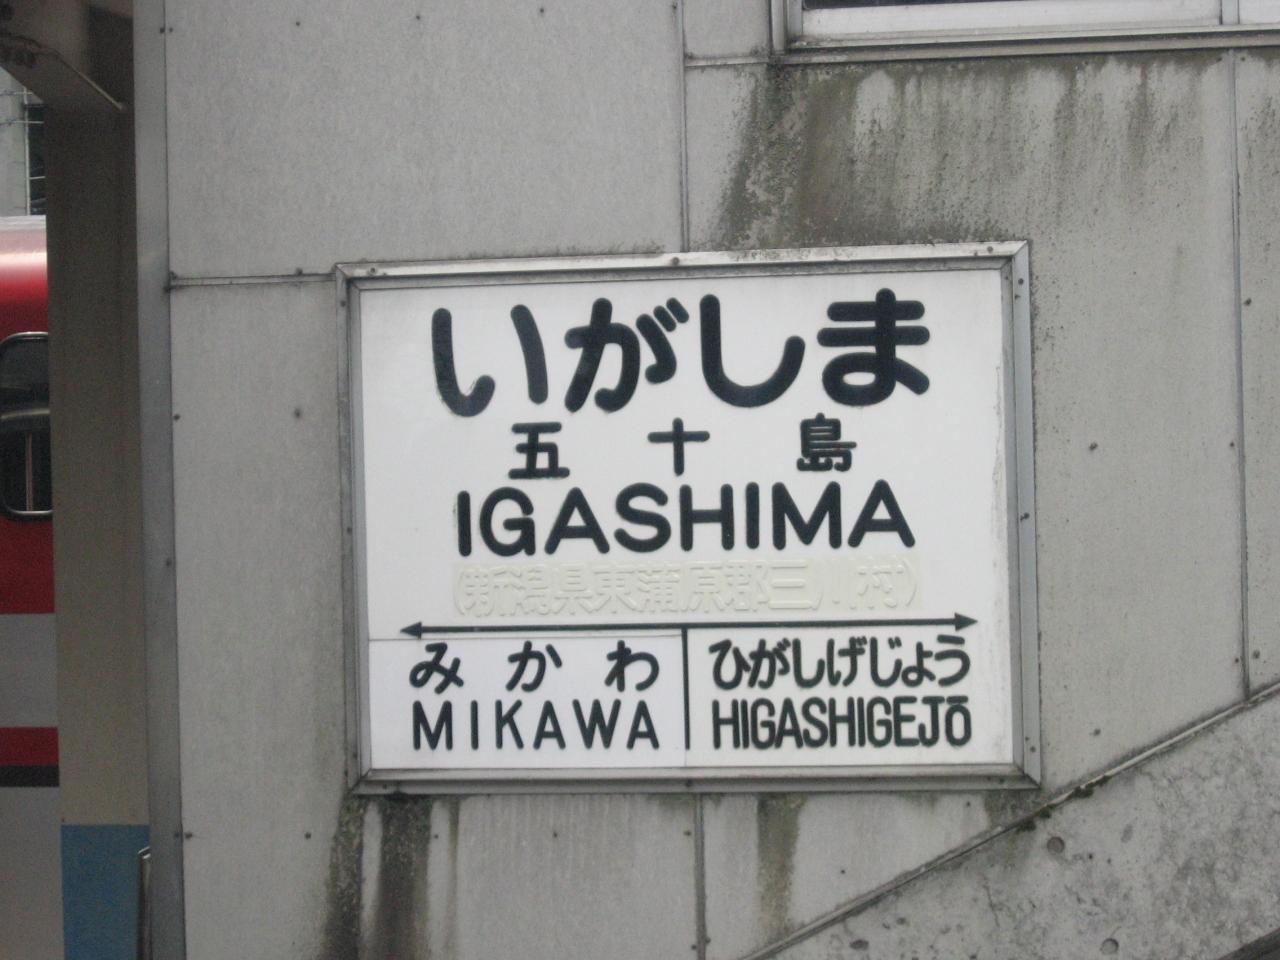 いがしま
五十島
IGASHIMA
(新潟県東蒲原郡三川村)
みかわ ひがしげじょう
MIKAWA HIGASHIGEJŌ